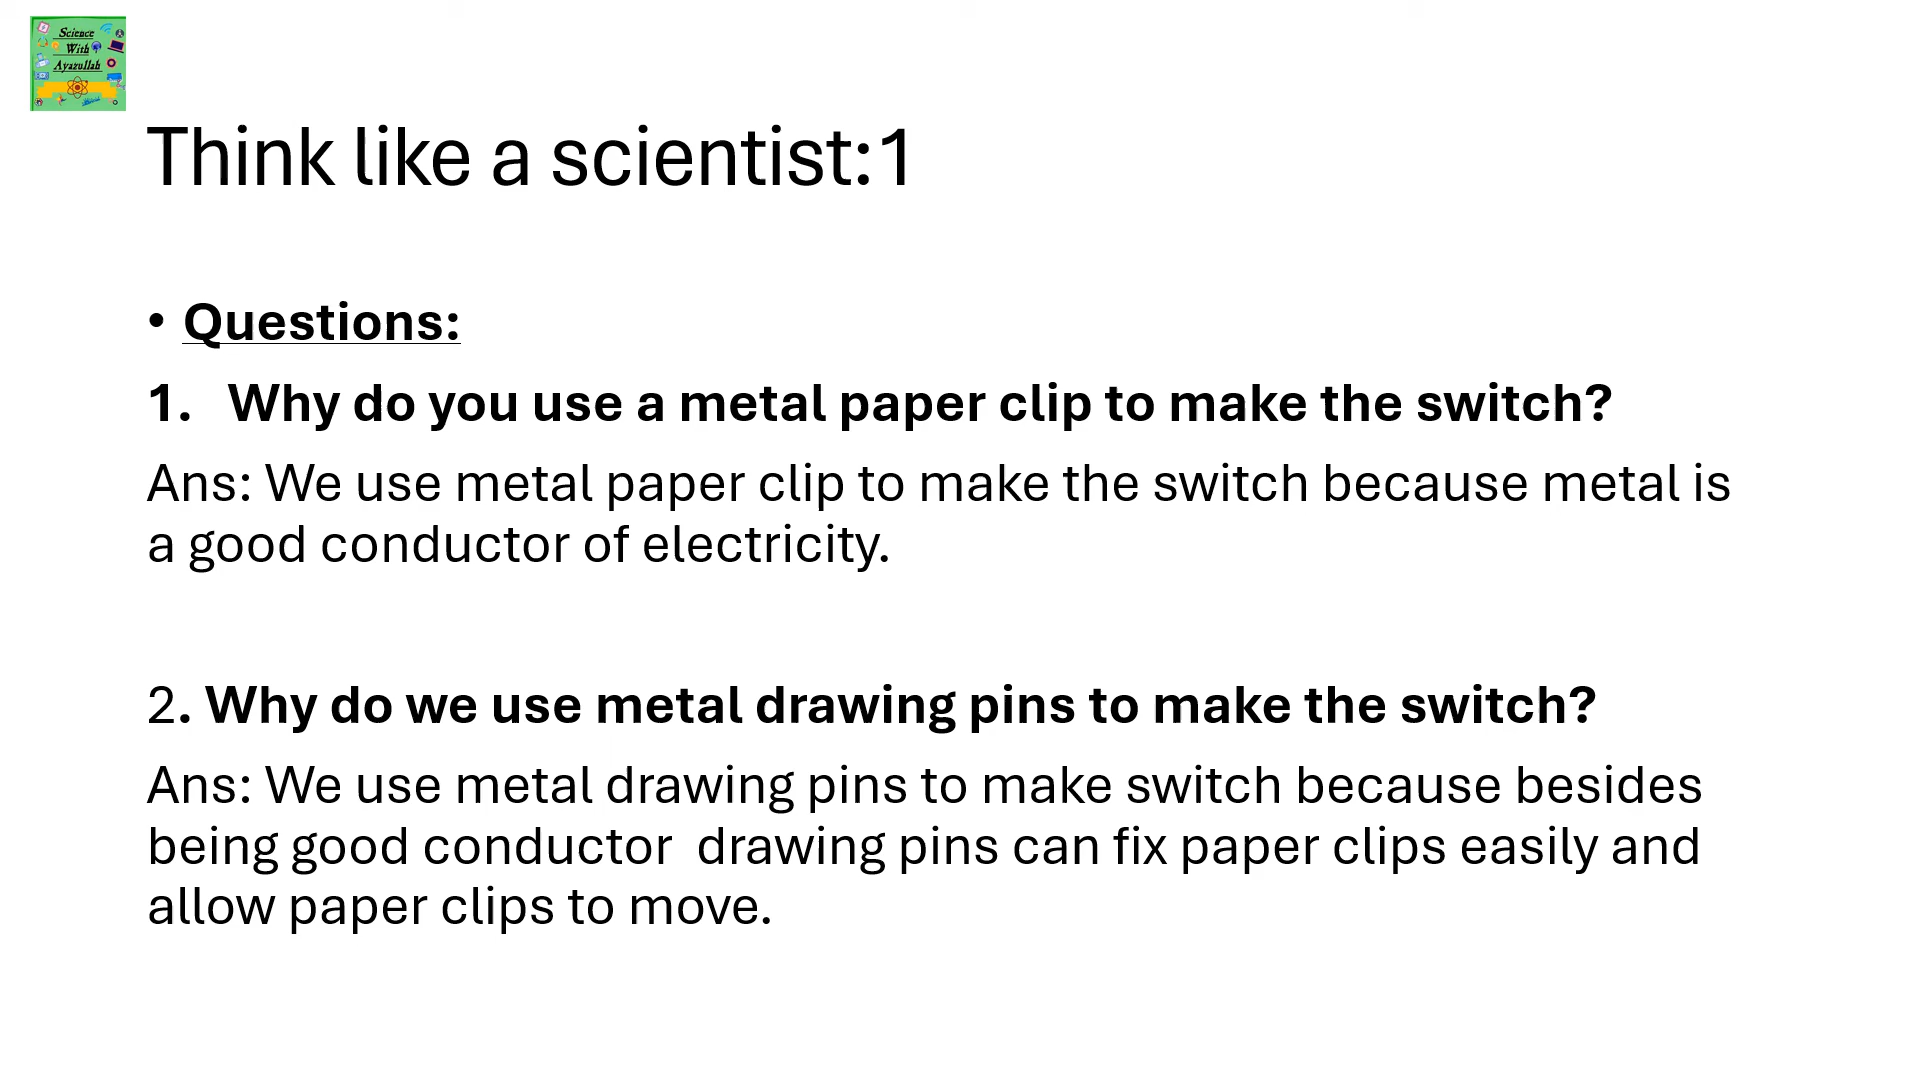 Science
With
Ayazullah
Think like a scientist:1
• Questions:
1. Why do you use a metal paper clip to make the switch?
Ans: We use metal paper clip to make the switch because metal is
a good conductor of electricity.
2. Why do we use metal drawing pins to make the switch?
Ans: We use metal drawing pins to make switch because besides
being good conductor  drawing pins can fix paper clips easily and
allow paper clips to move.